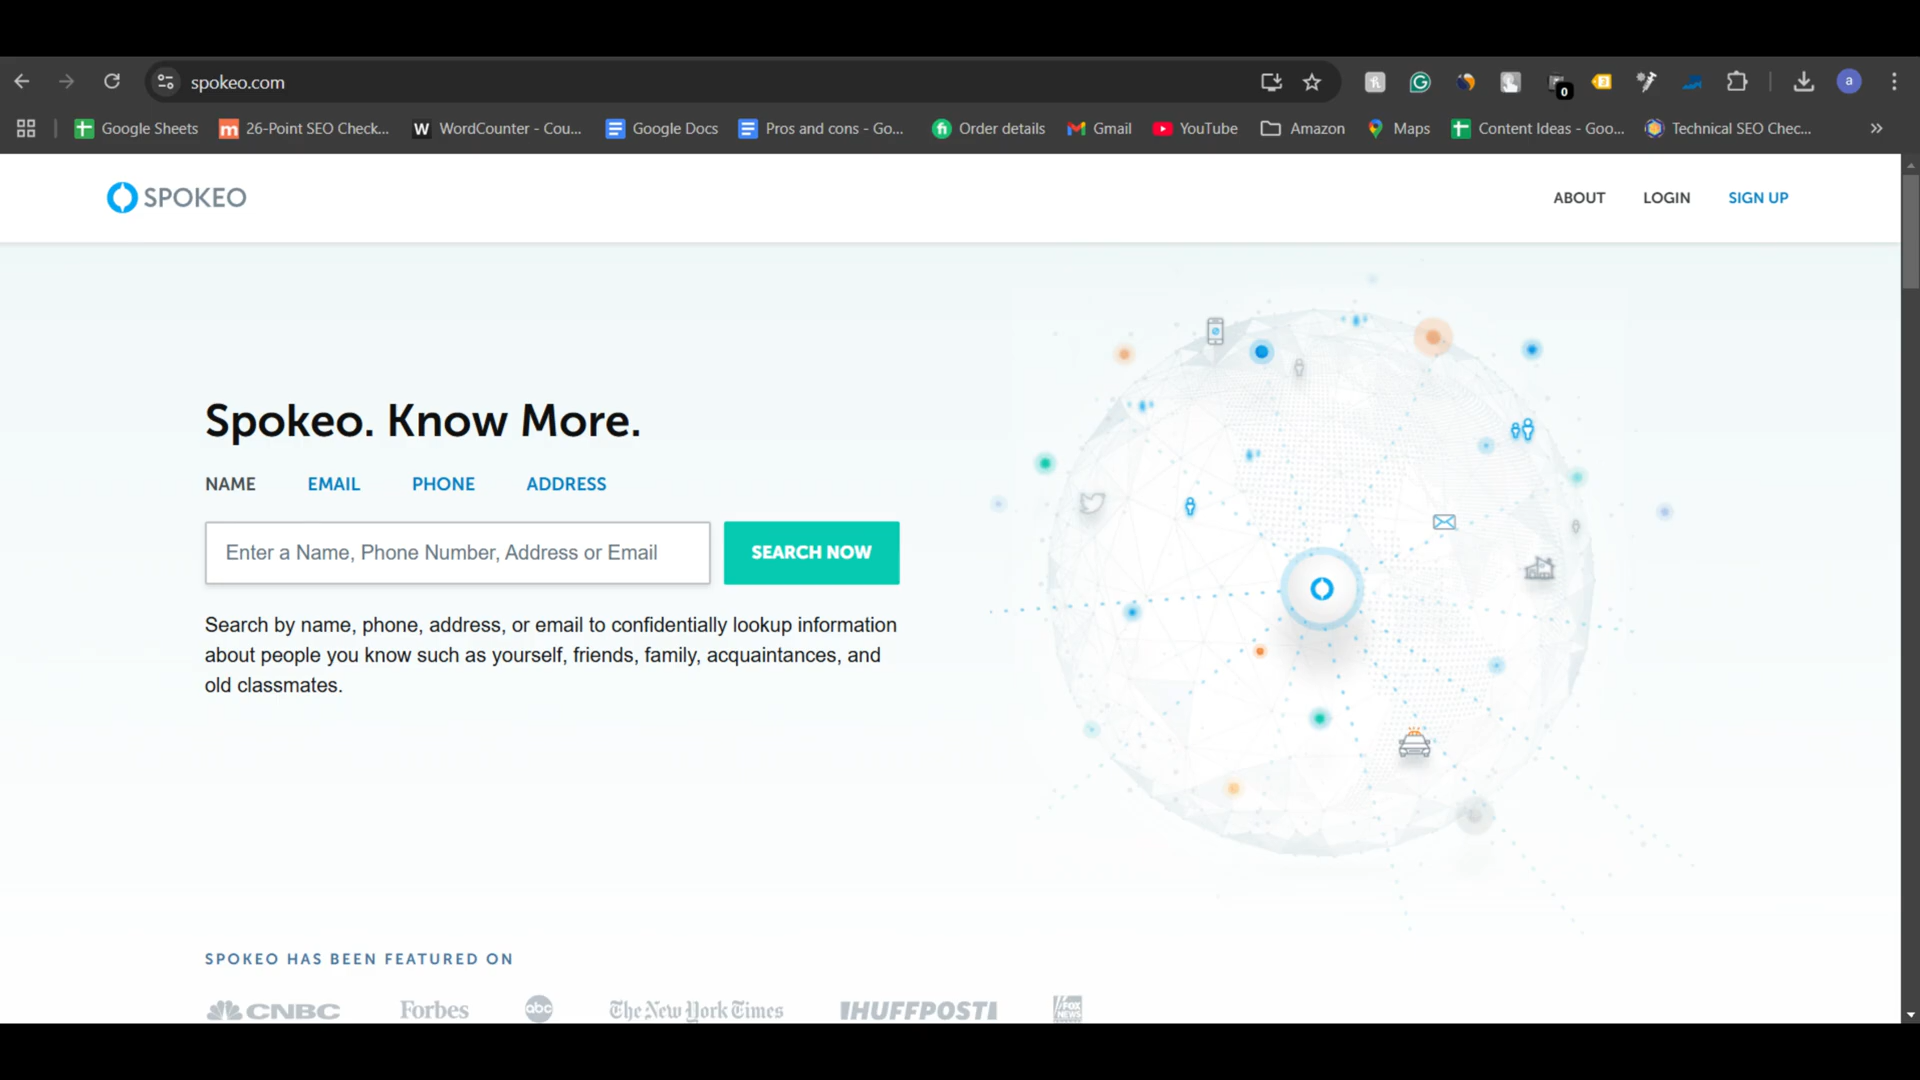 spokeo.com
0
a
Google Sheets
26-Point SEO Check...
WordCounter - Cou...
Google Docs
Pros and cons - Go...
Order details
Gmail
YouTube
Amazon
Maps
Content Ideas - Goo...
Technical SEO Chec...
SPOKEO
ABOUT
LOGIN
SIGN UP
Spokeo. Know More.
NAME
EMAIL
PHONE
ADDRESS
Enter a Name, Phone Number, Address or Email
SEARCH NOW
Search by name, phone, address, or email to confidentially lookup information
about people you know such as yourself, friends, family, acquaintances, and
old classmates.
SPOKEO HAS BEEN FEATURED ON
CNBC
Forbes
abc
The New York Times
HUFFPOST
FOX
NEWS